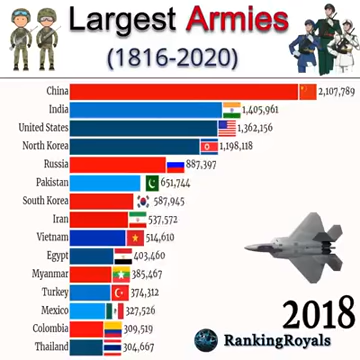 Largest Armies
(1816-2020)
China 2,107,789
India 1,405,961
United States 1,362,156
North Korea 1,198,118
Russia 887,397
Pakistan 651,744
South Korea 587,945
Iran 537,572
Vietnam 514,610
Egypt 403,460
Myanmar 385,467
Turkey 374,312
Mexico 327,526
Colombia 309,519
Thailand 304,667
2018
RankingRoyals